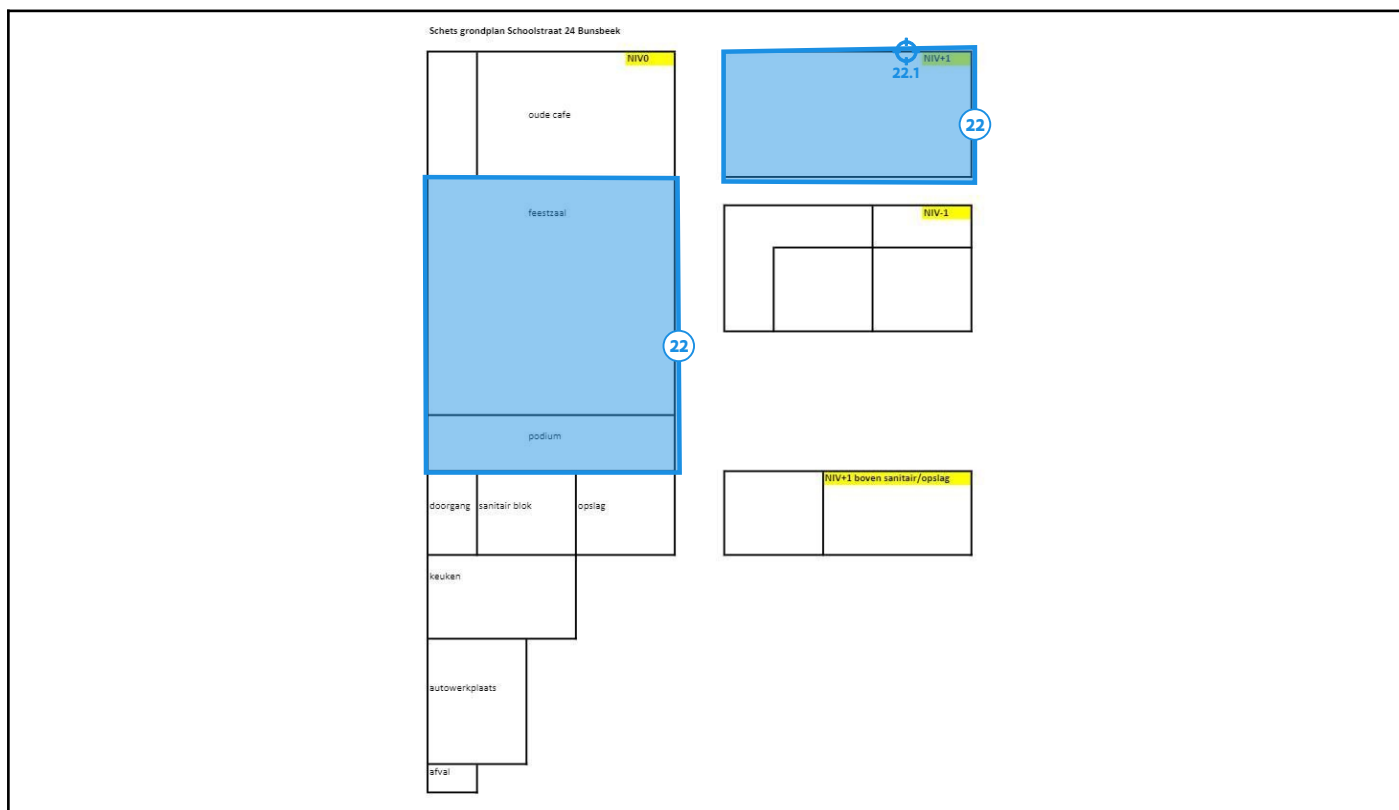 Schets grondplan Schoolstraat 24 Bunsbeek
NIV0
oude cafe
NIV+1
22.1
22
feestzaal
NIV-1
22
podium
doorgang
sanitair blok
opslag
NIV+1 boven sanitair/opslag
keuken
autowerkplaats
afval